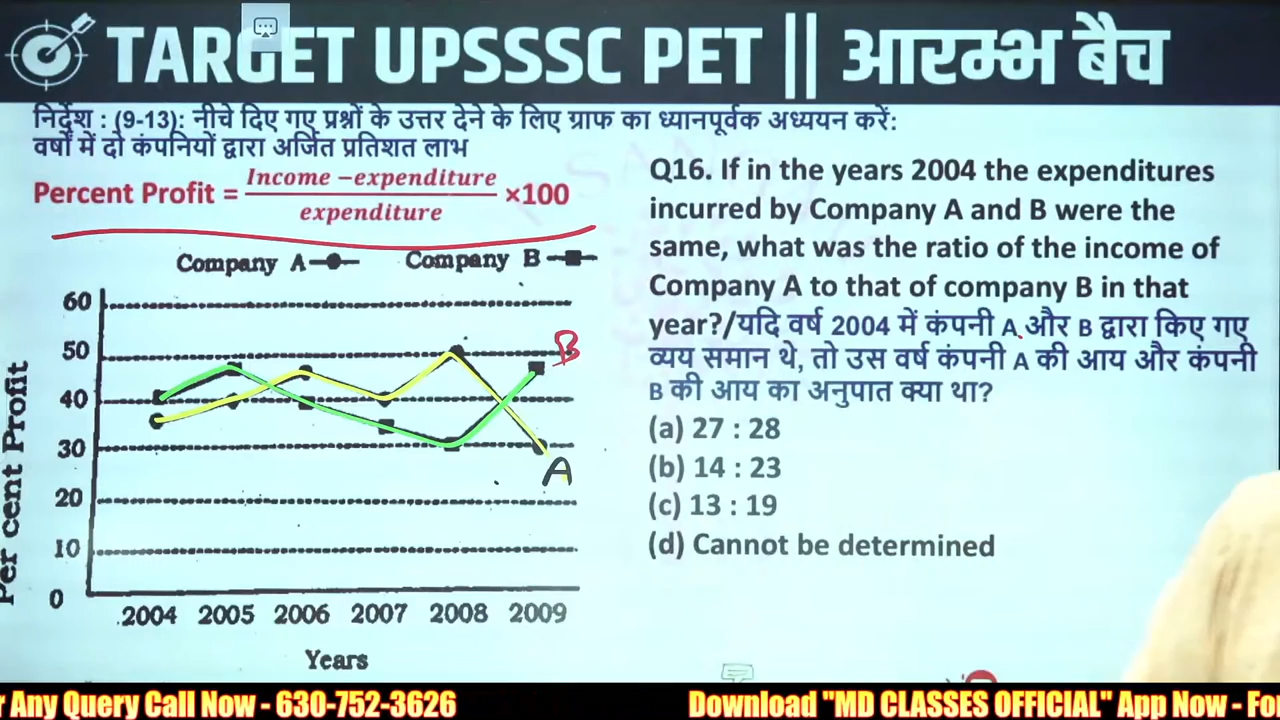 TARGET UPSSSC PET || आरम्भ बैच
निर्देश : (9-13): नीचे दिए गए प्रश्नों के उत्तर देने के लिए ग्राफ का ध्यानपूर्वक अध्ययन करें:
वर्षों में दो कंपनियों द्वारा अर्जित प्रतिशत लाभ
Percent Profit = Income −expenditure / expenditure ×100
Company A Company B
60
50
40
30
20
10
0
Per cent Profit
2004 2005 2006 2007 2008 2009
Years
B
A
Q16. If in the years 2004 the expenditures
incurred by Company A and B were the
same, what was the ratio of the income of
Company A to that of company B in that
year?/यदि वर्ष 2004 में कंपनी A और B द्वारा किए गए
व्यय समान थे, तो उस वर्ष कंपनी A की आय और कंपनी
B की आय का अनुपात क्या था?
(a) 27 : 28
(b) 14 : 23
(c) 13 : 19
(d) Cannot be determined
r Any Query Call Now - 630-752-3626 Download "MD CLASSES OFFICIAL" App Now - Fo